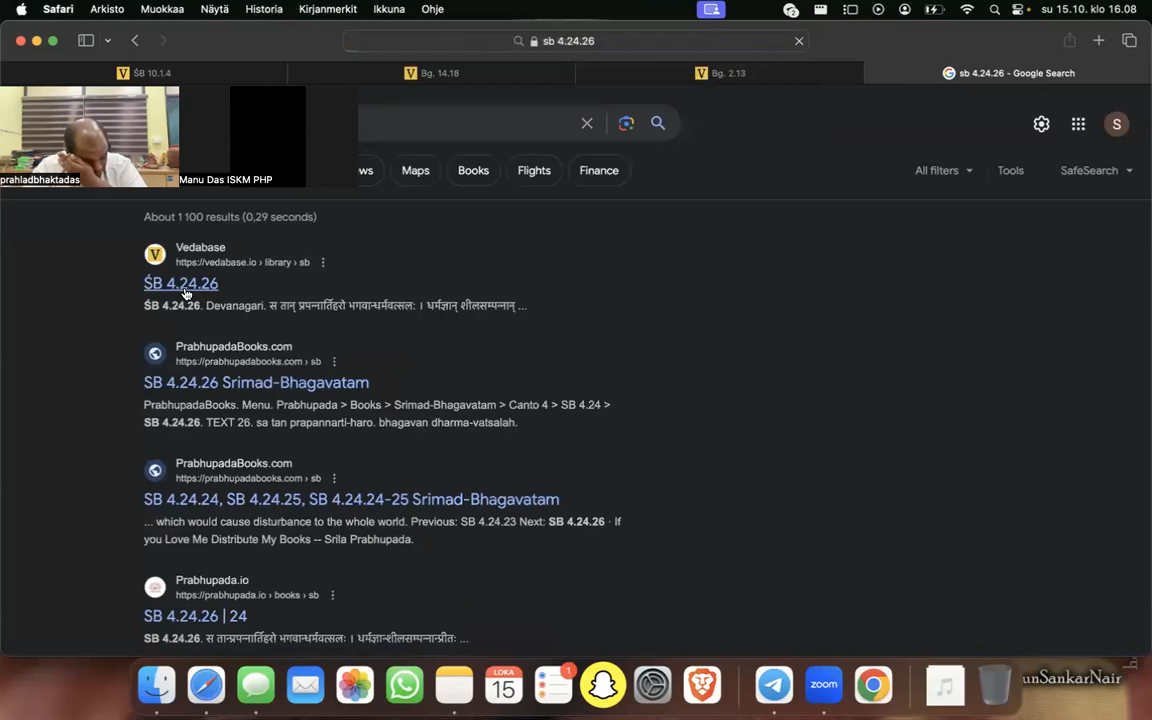 Safari Arkisto Muokkaa Näytä Historia Kirjanmerkit Ikkuna Ohje su 15.10. klo 16.08
sb 4.24.26
ŚB 10.1.4 Bg. 14.18 Bg. 2.13 sb 4.24.26 - Google Search
S
prahladbhaktadas Manu Das ISKM PHP
ws Maps Books Flights Finance All filters Tools SafeSearch
About 1 100 results (0,29 seconds)
Vedabase
https://vedabase.io › library › sb
ŚB 4.24.26
ŚB 4.24.26. Devanagari. स तान् प्रपन्नार्तिहरो भगवान्धर्मवत्सल: । धर्मज्ञान् शीलसम्पन्नान् ...
PrabhupadaBooks.com
https://prabhupadabooks.com › sb
SB 4.24.26 Srimad-Bhagavatam
PrabhupadaBooks. Menu. Prabhupada > Books > Srimad-Bhagavatam > Canto 4 > SB 4.24 >
SB 4.24.26. TEXT 26. sa tan prapannarti-haro. bhagavan dharma-vatsalah.
PrabhupadaBooks.com
https://prabhupadabooks.com › sb
SB 4.24.24, SB 4.24.25, SB 4.24.24-25 Srimad-Bhagavatam
... which would cause disturbance to the whole world. Previous: SB 4.24.23 Next: SB 4.24.26 · If
you Love Me Distribute My Books -- Srila Prabhupada.
Prabhupada.io
https://prabhupada.io › books › sb
SB 4.24.26 | 24
SB 4.24.26. स तान्प्रपन्नार्तिहरो भगवान्धर्मवत्सलः । धर्मज्ञान्शीलसम्पन्नान्प्रीतः ...
LOKA
15
1
zoom
unSankarNair